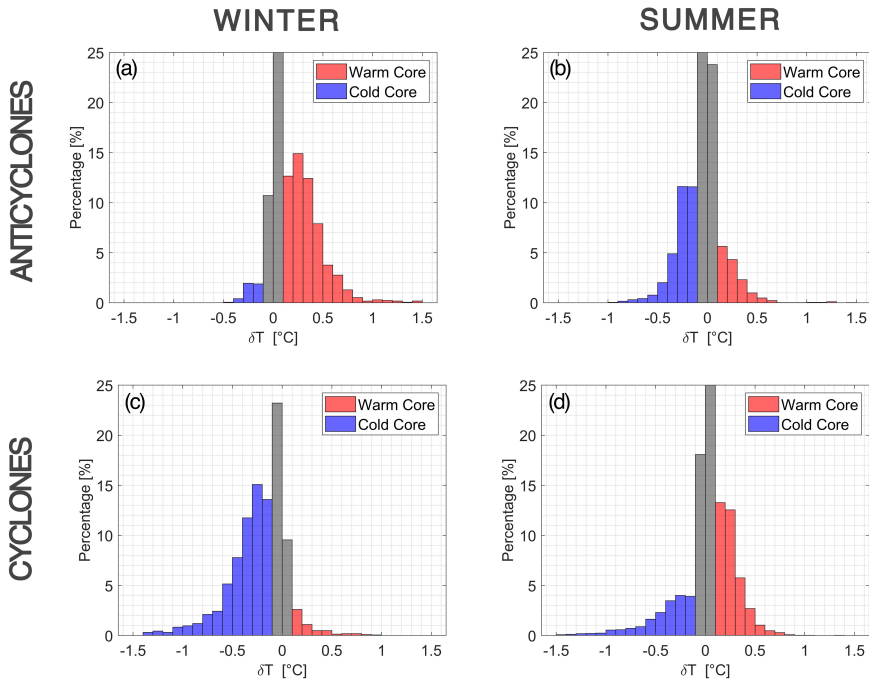 WINTER
SUMMER
ANTICYCLONES
CYCLONES
(a)
Warm Core
Cold Core
Percentage [%]
25
20
15
10
5
0
-1.5 -1 -0.5 0 0.5 1 1.5
δT [°C]
(b)
Warm Core
Cold Core
Percentage [%]
25
20
15
10
5
0
-1.5 -1 -0.5 0 0.5 1 1.5
δT [°C]
(c)
Warm Core
Cold Core
Percentage [%]
25
20
15
10
5
0
-1.5 -1.0 -0.5 0 0.5 1 1.5
δT [°C]
(d)
Warm Core
Cold Core
Percentage [%]
25
20
15
10
5
0
-1.5 -1 -0.5 0 0.5 1 1.5
δT [°C]